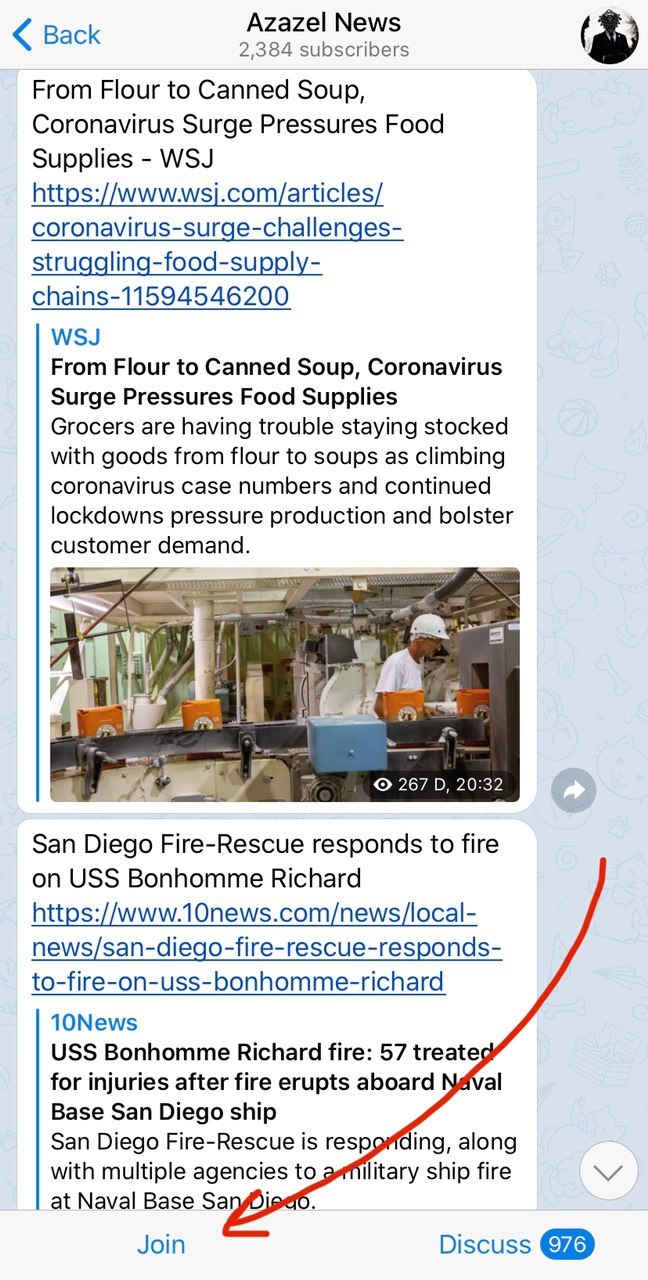 Back
Azazel News
2,384 subscribers
From Flour to Canned Soup,
Coronavirus Surge Pressures Food
Supplies - WSJ
https://www.wsj.com/articles/
coronavirus-surge-challenges-
struggling-food-supply-
chains-11594546200
WSJ
From Flour to Canned Soup, Coronavirus
Surge Pressures Food Supplies
Grocers are having trouble staying stocked
with goods from flour to soups as climbing
coronavirus case numbers and continued
lockdowns pressure production and bolster
customer demand.
267 D, 20:32
San Diego Fire-Rescue responds to fire
on USS Bonhomme Richard
https://www.10news.com/news/local-
news/san-diego-fire-rescue-responds-
to-fire-on-uss-bonhomme-richard
10News
USS Bonhomme Richard fire: 57 treated
for injuries after fire erupts aboard Naval
Base San Diego ship
San Diego Fire-Rescue is responding, along
with multiple agencies to a military ship fire
at Naval Base San Diego.
Join
Discuss 976